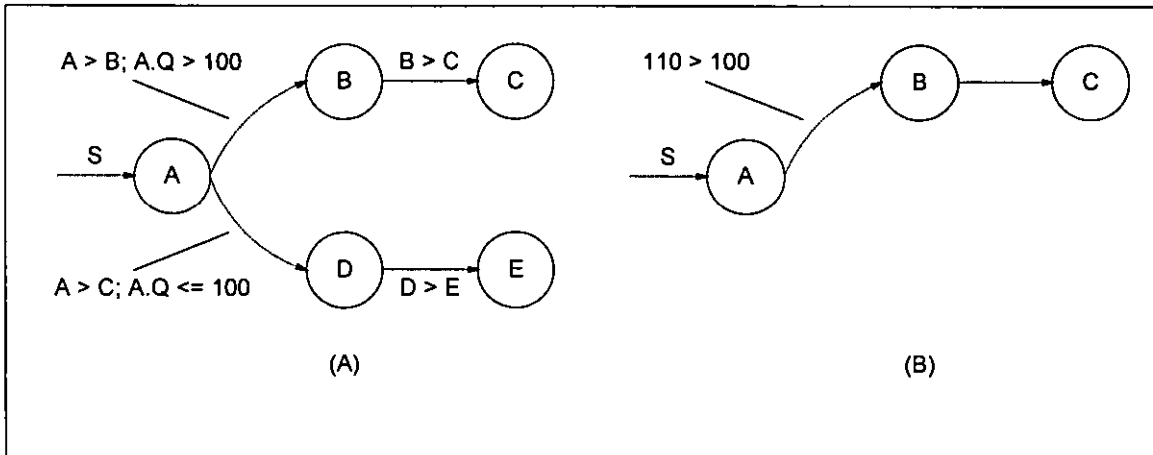 A > B; A.Q > 100
B
B > C
C
S
A
A > C; A.Q <= 100
D
D > E
E
(A)
110 > 100
B
C
S
A
(B)